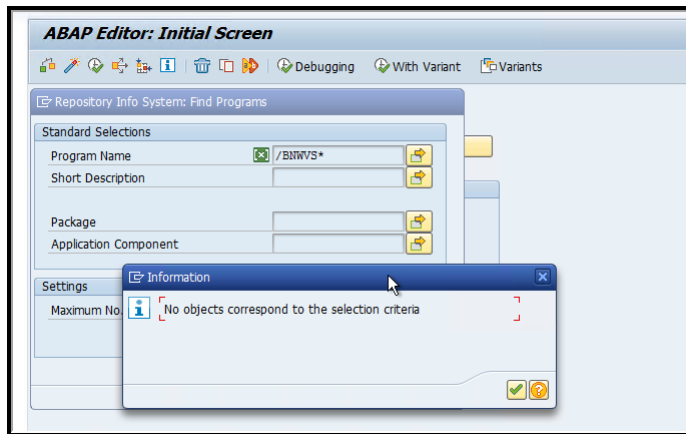 ABAP Editor: Initial Screen
Debugging With Variant Variants
Repository Info System: Find Programs
Standard Selections
Program Name /BNWVS*
Short Description
Package
Application Component
Settings
Information
Maximum No.
No objects correspond to the selection criteria